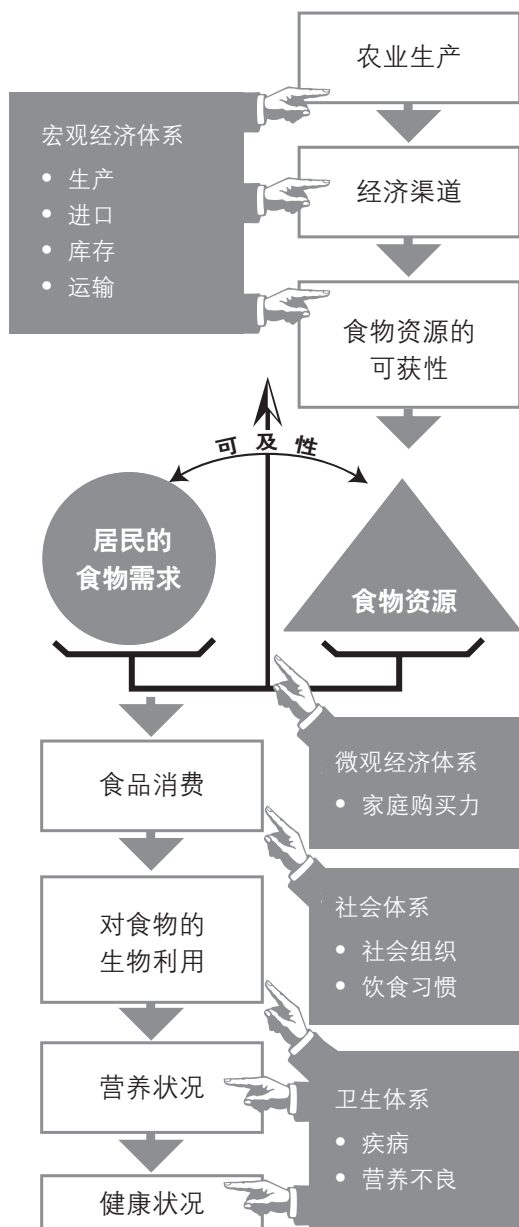 农业生产
宏观经济体系
• 生产
• 进口
• 库存
• 运输
经济渠道
食物资源的
可获性
可及性
居民的
食物需求
食物资源
微观经济体系
• 家庭购买力
食品消费
社会体系
• 社会组织
• 饮食习惯
对食物的
生物利用
营养状况
卫生体系
• 疾病
• 营养不良
健康状况